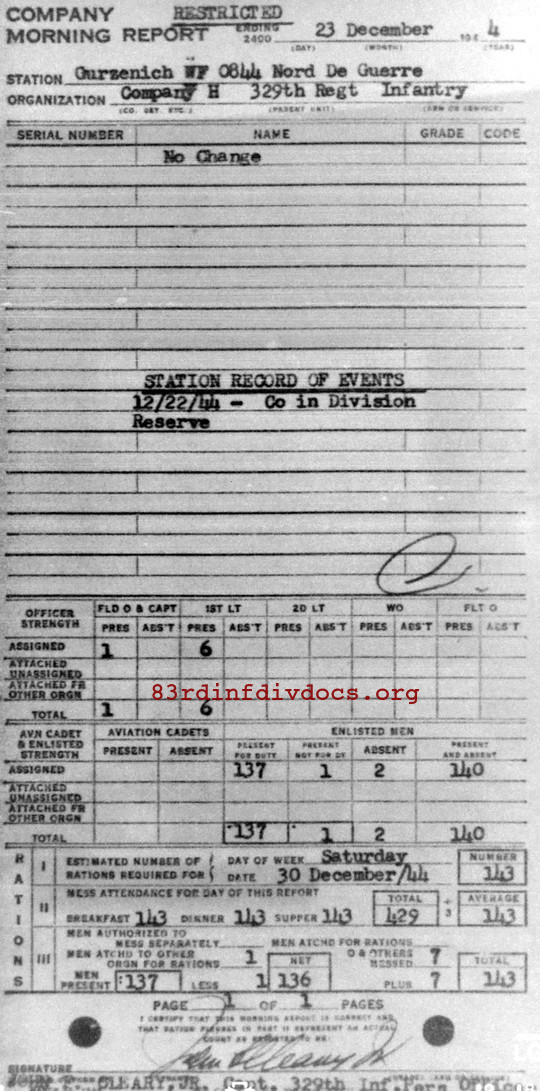 COMPANY RESTRICTED
MORNING REPORT ENDING 2400 23 December 194 4
(DAY) (MONTH) (YEAR)
STATION Gurzenich WF 0844 Nord De Guerre
ORGANIZATION Company H 329th Regt Infantry
(CO. DET. ETC.) (PARENT UNIT) (ARM OR SERVICE)
SERIAL NUMBER NAME GRADE CODE
No Change
STATION RECORD OF EVENTS
12/22/44 - Co in Division
Reserve
OFFICER STRENGTH FLD O & CAPT 1ST LT 2D LT WO FLT O
PRES ABS'T PRES ABS'T PRES ABS'T PRES ABS'T PRES ABS'T
ASSIGNED 1 6
ATTACHED UNASSIGNED
ATTACHED FR OTHER ORGN
83rdinfdivdocs.org
TOTAL 1 6
AVN CADET & ENLISTED STRENGTH AVIATION CADETS ENLISTED MEN
PRESENT ABSENT PRESENT FOR DUTY PRESENT NOT FOR DY ABSENT PRESENT AND ABSENT
ASSIGNED 137 1 2 140
ATTACHED UNASSIGNED
ATTACHED FR OTHER ORGN
TOTAL 137 1 2 140
RATIONS
I ESTIMATED NUMBER OF RATIONS REQUIRED FOR DAY OF WEEK Saturday NUMBER
DATE 30 December/44 143
II MESS ATTENDANCE FOR DAY OF THIS REPORT TOTAL ÷ 3 AVERAGE
BREAKFAST 143 DINNER 143 SUPPER 143 429 143
III MEN AUTHORIZED TO MESS SEPARATELY MEN ATCHD FOR RATIONS
MEN ATCHD TO OTHER ORGN FOR RATIONS 1 NET O & OTHERS MESSED 7 TOTAL
MEN PRESENT 137 LESS 1 136 PLUS 7 143
PAGE 1 OF 1 PAGES
I CERTIFY THAT THIS MORNING REPORT IS CORRECT AND
THAT RATION FIGURES IN PART III REPRESENT AN ACTUAL
COUNT AS REPORTED TO ME:
SIGNATURE
OLEARY, JR. 329th Inf